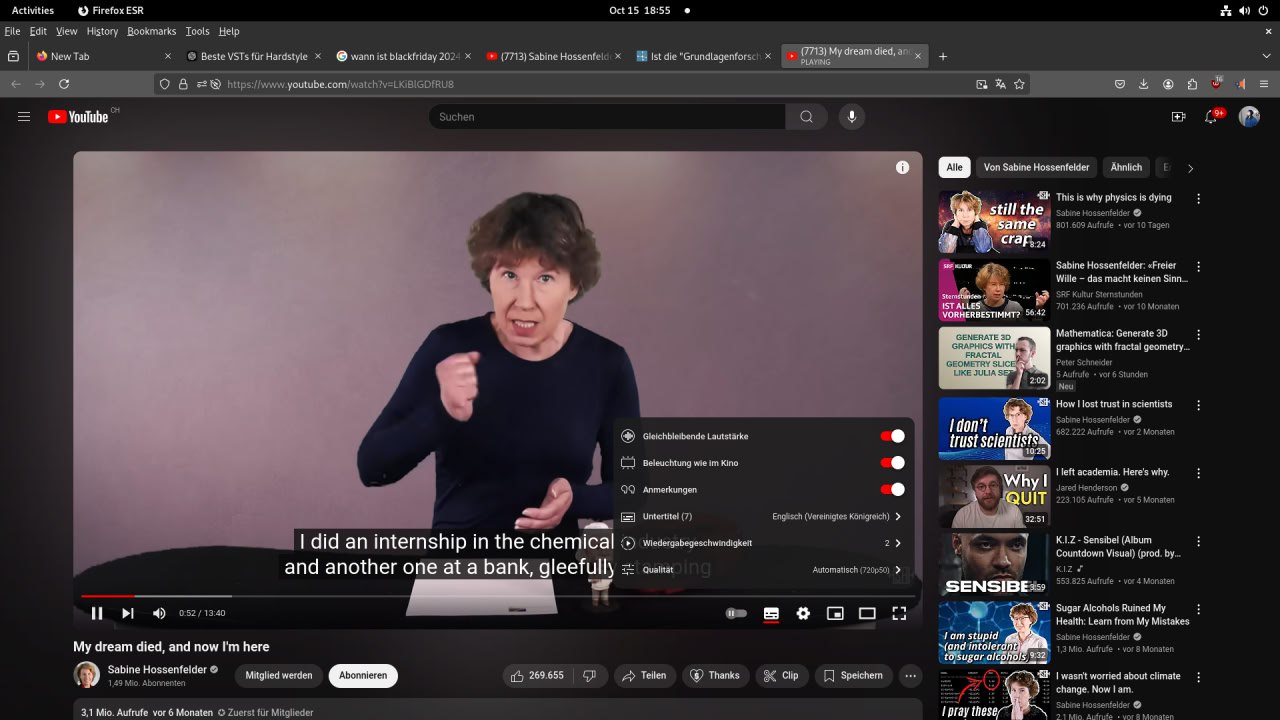 Activities
Firefox ESR
Oct 15 18:55
File Edit View History Bookmarks Tools Help
New Tab
Beste VSTs für Hardstyle
wann ist blackfriday 2024
(7713) Sabine Hossenfeld
Ist die "Grundlagenforsch
(7713) My dream died, an
PLAYING
https://www.youtube.com/watch?v=LKiBlGDfRU8
16
YouTube CH
Suchen
9+
I did an internship in the chemical
and another one at a bank, gleefully
Gleichbleibende Lautstärke
Beleuchtung wie im Kino
Anmerkungen
Untertitel (7) Englisch (Vereinigtes Königreich)
Wiedergabegeschwindigkeit 2
Qualität Automatisch (720p50)
0:52 / 13:40
My dream died, and now I'm here
Sabine Hossenfelder
1,49 Mio. Abonnenten
Mitglied werden
Abonnieren
269.655
Teilen
Thanks
Clip
Speichern
3,1 Mio. Aufrufe vor 6 Monaten Zuerst für Mitglieder
Alle
Von Sabine Hossenfelder
Ähnlich
still the
same
crap
8:24
This is why physics is dying
Sabine Hossenfelder
801.609 Aufrufe • vor 10 Tagen
SRF KULTUR
Sternstunden
IST ALLES
VORHERBESTIMMT?
56:42
Sabine Hossenfelder: «Freier
Wille – das macht keinen Sinn...
SRF Kultur Sternstunden
701.236 Aufrufe • vor 10 Monaten
GENERATE 3D
GRAPHICS WITH
FRACTAL
GEOMETRY SLICE
LIKE JULIA SET
2:02
Mathematica: Generate 3D
graphics with fractal geometry...
Peter Schneider
5 Aufrufe • vor 6 Stunden
Neu
I don't
trust scientists
10:25
How I lost trust in scientists
Sabine Hossenfelder
682.222 Aufrufe • vor 2 Monaten
Why I
QUIT
32:51
I left academia. Here's why.
Jared Henderson
223.105 Aufrufe • vor 5 Monaten
SENSIBEL
3:59
K.I.Z - Sensibel (Album
Countdown Visual) (prod. by...
K.I.Z
553.825 Aufrufe • vor 4 Monaten
I am stupid
(and intolerant
to sugar alcohols)
9:32
Sugar Alcohols Ruined My
Health: Learn from My Mistakes
Sabine Hossenfelder
1,3 Mio. Aufrufe • vor 8 Monaten
I pray these
I wasn't worried about climate
change. Now I am.
Sabine Hossenfelder
2,1 Mio. Aufrufe • vor 8 Monaten